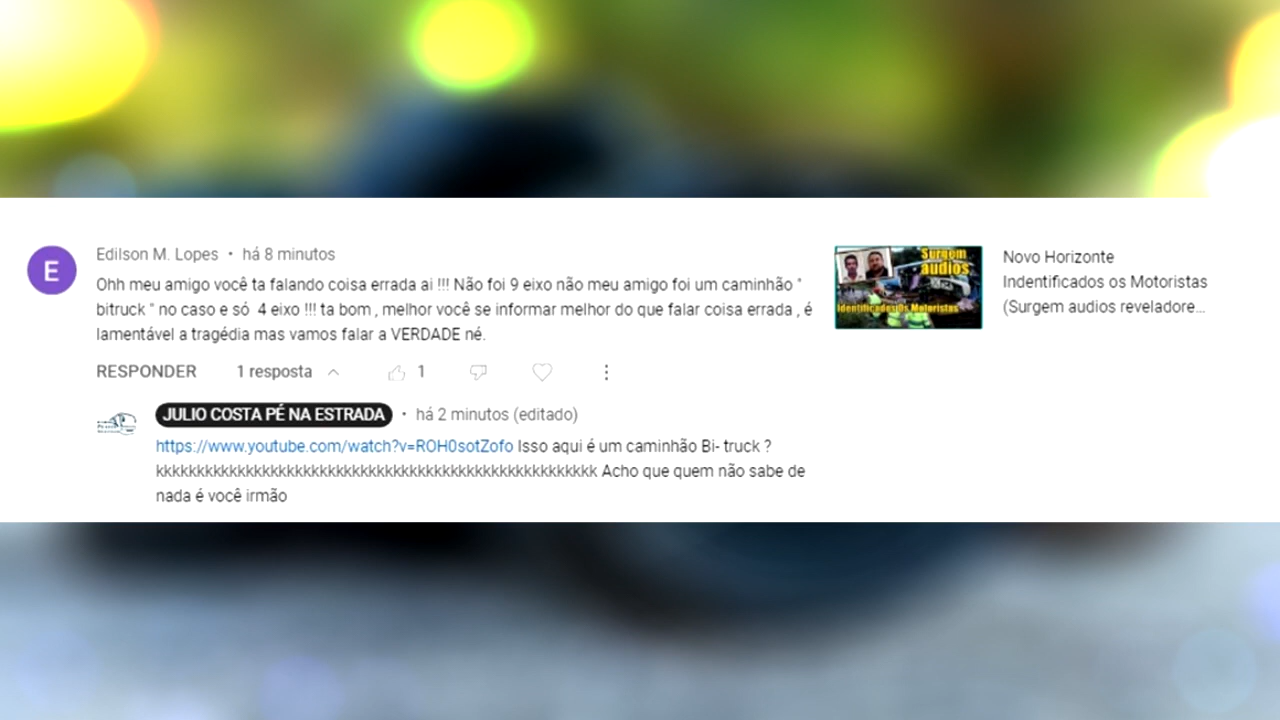 E
Edilson M. Lopes • há 8 minutos
Ohh meu amigo você ta falando coisa errada ai !!! Não foi 9 eixo não meu amigo foi um caminhão "
bitruck " no caso e só 4 eixo !!! ta bom , melhor você se informar melhor do que falar coisa errada , é
lamentável a tragédia mas vamos falar a VERDADE né.
RESPONDER 1 resposta 1
JULIO COSTA PÉ NA ESTRADA • há 2 minutos (editado)
https://www.youtube.com/watch?v=ROH0sotZofo Isso aqui é um caminhão Bi- truck ?
kkkkkkkkkkkkkkkkkkkkkkkkkkkkkkkkkkkkkkkkkkkkkkkkkkkkkk Acho que quem não sabe de
nada é você irmão
Surgem
áudios
Identificados Os Motoristas
Novo Horizonte
Indentificados os Motoristas
(Surgem audios reveladore...